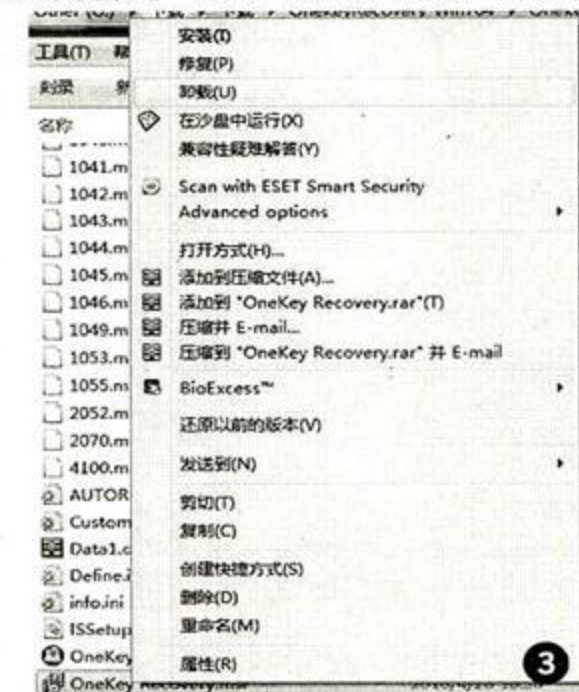 安装(I)
工具(T)
修复(P)
刻录 新
卸载(U)
名称
在沙盘中运行(X)
兼容性疑难解答(Y)
1041.m
1042.m
Scan with ESET Smart Security
1043.m
Advanced options
1044.m
打开方式(H)...
1045.m
添加到压缩文件(A)...
1046.m
添加到 "OneKey Recovery.rar"(T)
1049.m
压缩并 E-mail...
1053.m
压缩到 "OneKey Recovery.rar" 并 E-mail
1055.m
BioExcess™
2052.m
还原以前的版本(V)
2070.m
4100.m
发送到(N)
AUTOR
剪切(T)
Custom
复制(C)
Data1.c
Define.i
创建快捷方式(S)
info.ini
删除(D)
ISSetup
重命名(M)
OneKey
属性(R)
3
OneKey Recovery.msi